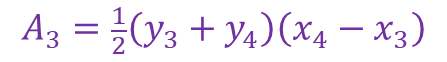 A₃ = ½(y₃ + y₄)(x₄ − x₃)